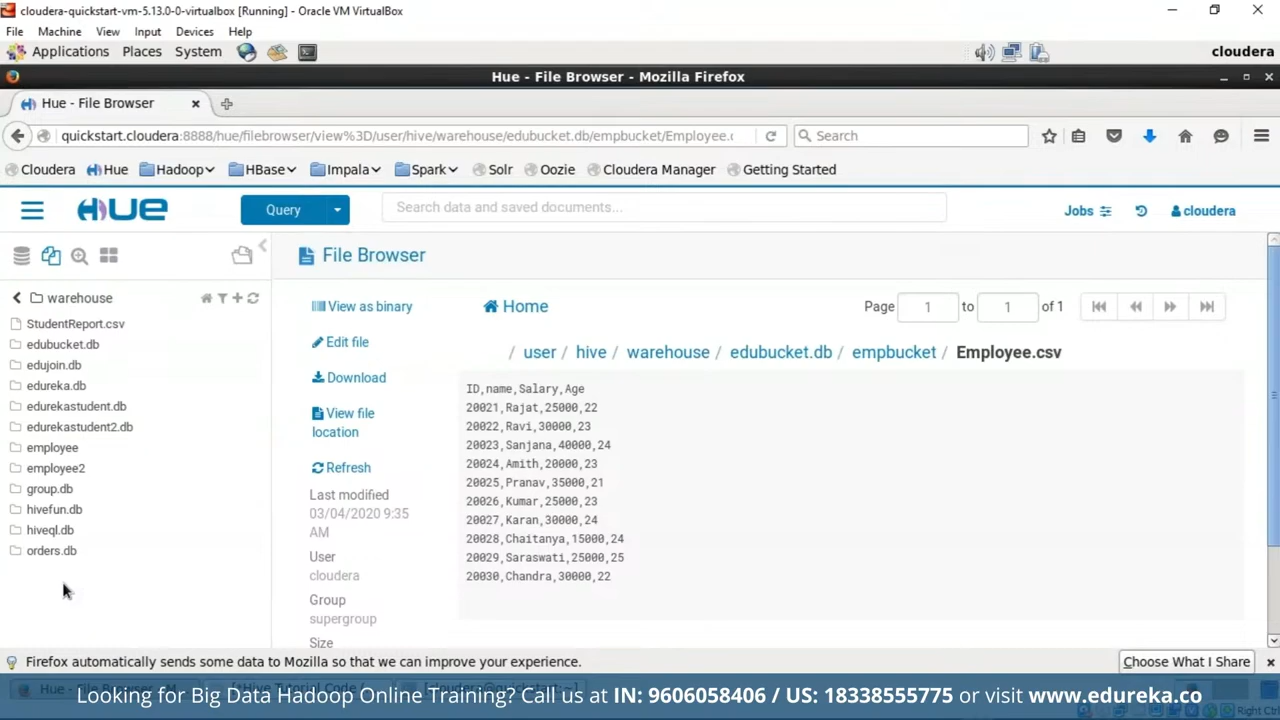 cloudera-quickstart-vm-5.13.0-0-virtualbox [Running] - Oracle VM VirtualBox
File Machine View Input Devices Help
Applications Places System cloudera
Hue - File Browser - Mozilla Firefox
Hue - File Browser
quickstart.cloudera:8888/hue/filebrowser/view%3D/user/hive/warehouse/edubucket.db/empbucket/Employee.c Search
Cloudera Hue Hadoop HBase Impala Spark Solr Oozie Cloudera Manager Getting Started
HUE Query Search data and saved documents... Jobs cloudera
File Browser
warehouse
StudentReport.csv
edubucket.db
edujoin.db
edureka.db
edurekastudent.db
edurekastudent2.db
employee
employee2
group.db
hivefun.db
hiveql.db
orders.db
View as binary
Edit file
Download
View file
location
Refresh
Last modified
03/04/2020 9:35
AM
User
cloudera
Group
supergroup
Size
Home Page 1 to 1 of 1
/ user / hive / warehouse / edubucket.db / empbucket / Employee.csv
ID,name,Salary,Age
20021,Rajat,25000,22
20022,Ravi,30000,23
20023,Sanjana,40000,24
20024,Amith,20000,23
20025,Pranav,35000,21
20026,Kumar,25000,23
20027,Karan,30000,24
20028,Chaitanya,15000,24
20029,Saraswati,25000,25
20030,Chandra,30000,22
Firefox automatically sends some data to Mozilla so that we can improve your experience. Choose What I Share
Looking for Big Data Hadoop Online Training? Call us at IN: 9606058406 / US: 18338555775 or visit www.edureka.co
Right Ctrl